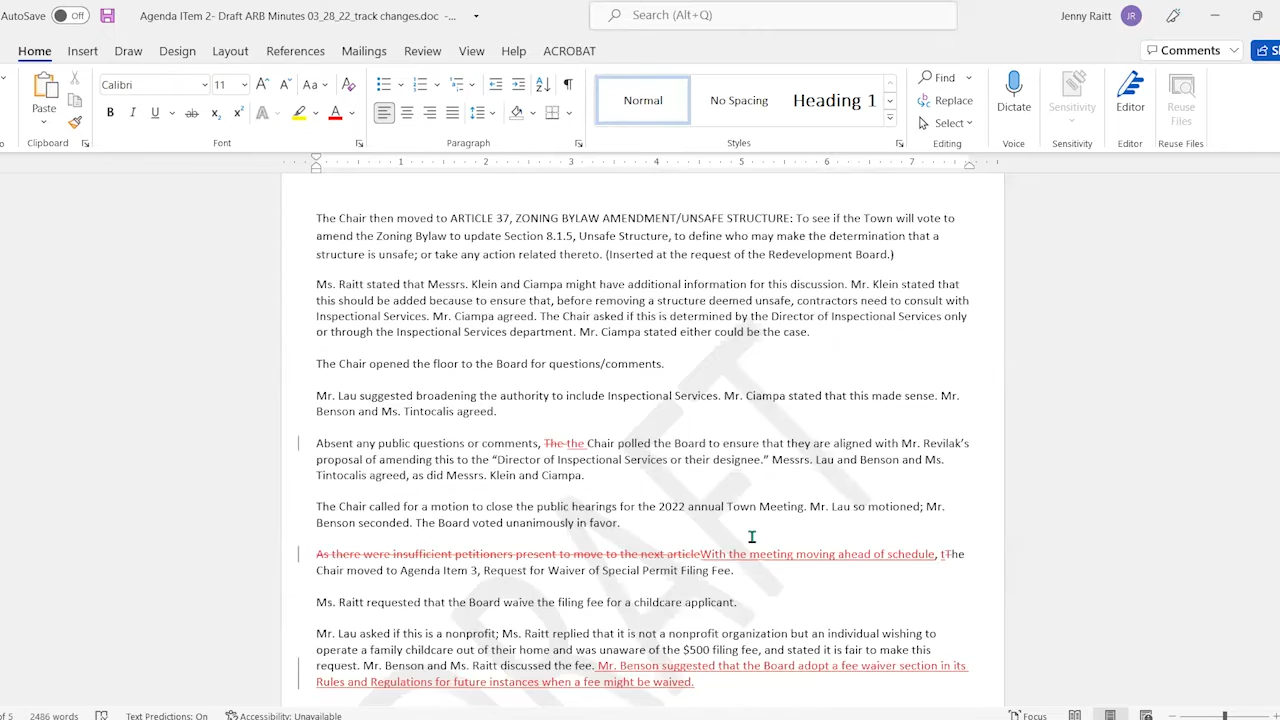 AutoSave Off Agenda ITem 2- Draft ARB Minutes 03_28_22_track changes.doc -... Search (Alt+Q) Jenny Raitt JR
Home Insert Draw Design Layout References Mailings Review View Help ACROBAT Comments
Paste Calibri 11 Aa Normal No Spacing Heading 1 Find Replace Select Dictate Sensitivity Editor Reuse Files
Clipboard Font Paragraph Styles Editing Voice Sensitivity Editor Reuse Files
1 2 3 4 5 6 7
The Chair then moved to ARTICLE 37, ZONING BYLAW AMENDMENT/UNSAFE STRUCTURE: To see if the Town will vote to
amend the Zoning Bylaw to update Section 8.1.5, Unsafe Structure, to define who may make the determination that a
structure is unsafe; or take any action related thereto. (Inserted at the request of the Redevelopment Board.)
Ms. Raitt stated that Messrs. Klein and Ciampa might have additional information for this discussion. Mr. Klein stated that
this should be added because to ensure that, before removing a structure deemed unsafe, contractors need to consult with
Inspectional Services. Mr. Ciampa agreed. The Chair asked if this is determined by the Director of Inspectional Services only
or through the Inspectional Services department. Mr. Ciampa stated either could be the case.
The Chair opened the floor to the Board for questions/comments.
Mr. Lau suggested broadening the authority to include Inspectional Services. Mr. Ciampa stated that this made sense. Mr.
Benson and Ms. Tintocalis agreed.
Absent any public questions or comments, The the Chair polled the Board to ensure that they are aligned with Mr. Revilak's
proposal of amending this to the “Director of Inspectional Services or their designee.” Messrs. Lau and Benson and Ms.
Tintocalis agreed, as did Messrs. Klein and Ciampa.
The Chair called for a motion to close the public hearings for the 2022 annual Town Meeting. Mr. Lau so motioned; Mr.
Benson seconded. The Board voted unanimously in favor.
As there were insufficient petitioners present to move to the next articleWith the meeting moving ahead of schedule, tThe
Chair moved to Agenda Item 3, Request for Waiver of Special Permit Filing Fee.
Ms. Raitt requested that the Board waive the filing fee for a childcare applicant.
Mr. Lau asked if this is a nonprofit; Ms. Raitt replied that it is not a nonprofit organization but an individual wishing to
operate a family childcare out of their home and was unaware of the $500 filing fee, and stated it is fair to make this
request. Mr. Benson and Ms. Raitt discussed the fee. Mr. Benson suggested that the Board adopt a fee waiver section in its
Rules and Regulations for future instances when a fee might be waived.
DRAFT
of 5 2486 words Text Predictions: On Accessibility: Unavailable Focus